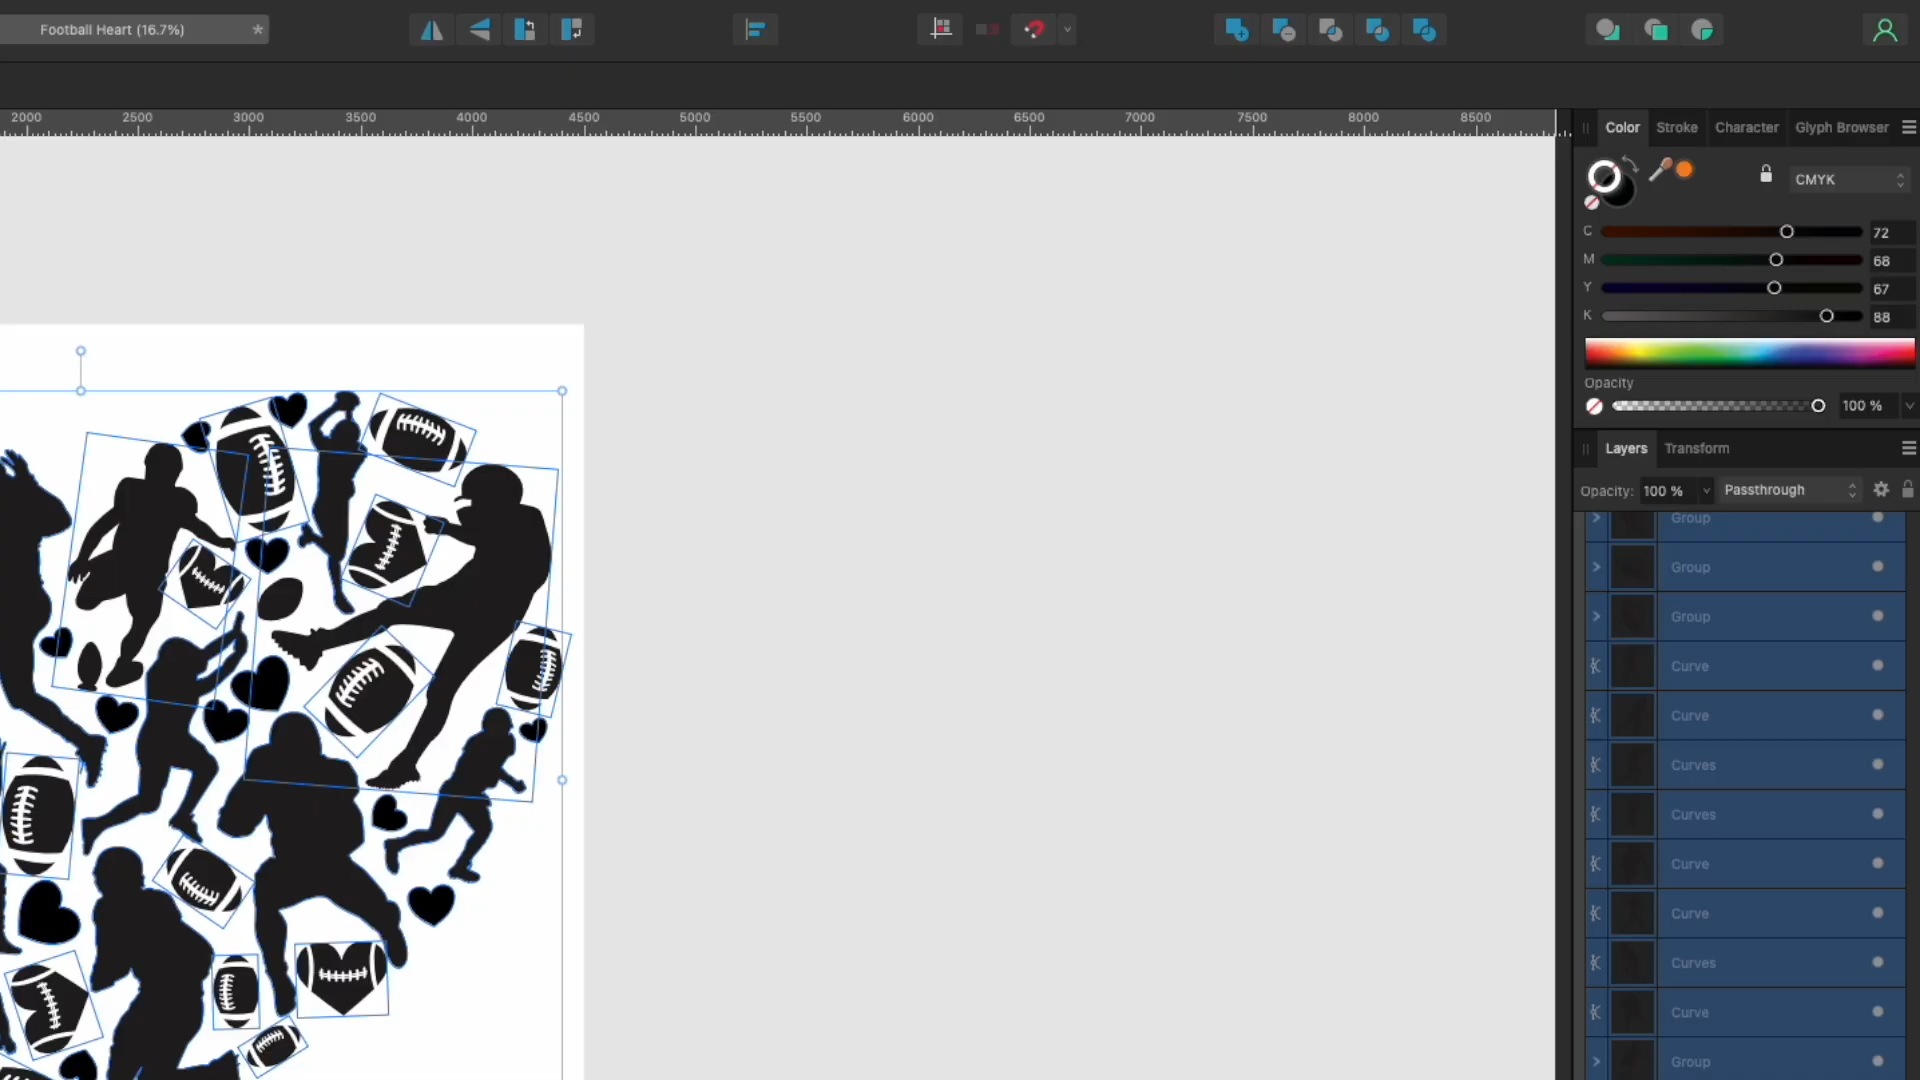 Football Heart (16.7%) *
2000 2500 3000 3500 4000 4500 5000 5500 6000 6500 7000 7500 8000 8500
Color Stroke Character Glyph Browser
CMYK
C 72
M 68
Y 67
K 88
Opacity
100 %
Layers Transform
Opacity: 100 % Passthrough
Group
Group
Group
Curve
Curve
Curves
Curves
Curve
Curve
Curves
Curve
Group